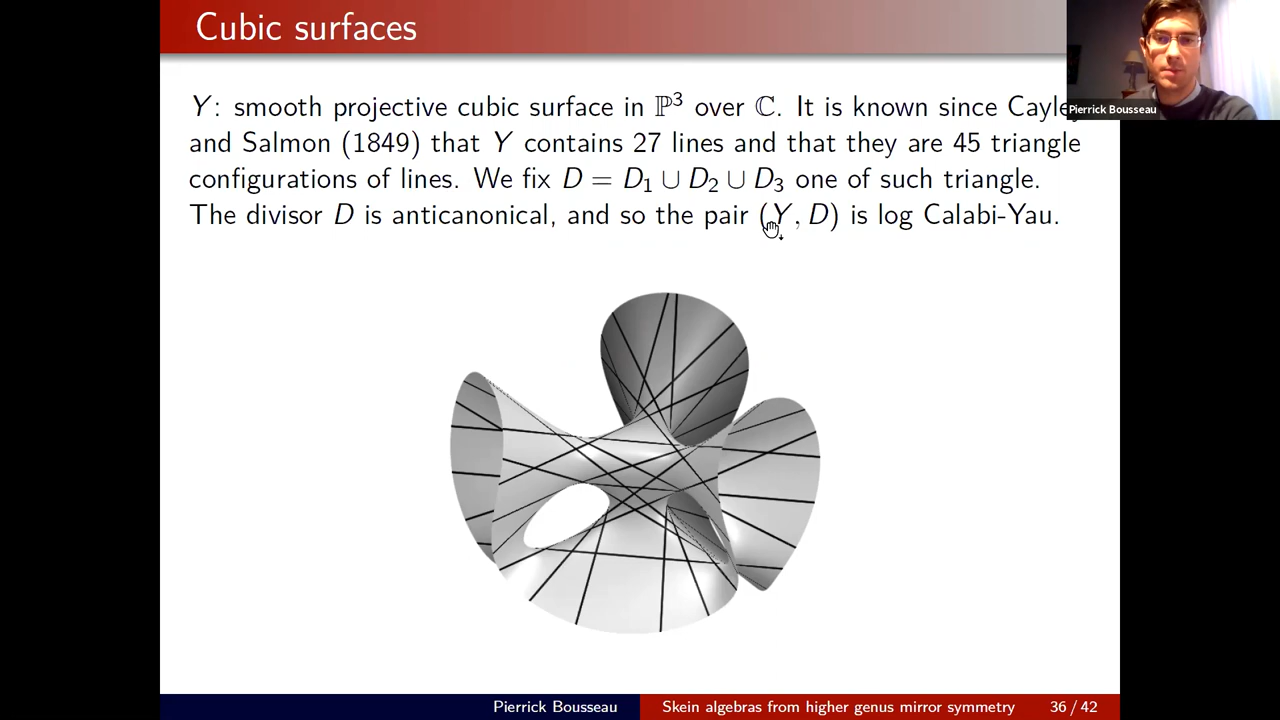 Cubic surfaces
Y: smooth projective cubic surface in ℙ³ over ℂ. It is known since Cayley
and Salmon (1849) that Y contains 27 lines and that they are 45 triangle
configurations of lines. We fix D = D₁ ∪ D₂ ∪ D₃ one of such triangle.
The divisor D is anticanonical, and so the pair (Y, D) is log Calabi-Yau.
Pierrick Bousseau
Pierrick Bousseau Skein algebras from higher genus mirror symmetry 36 / 42